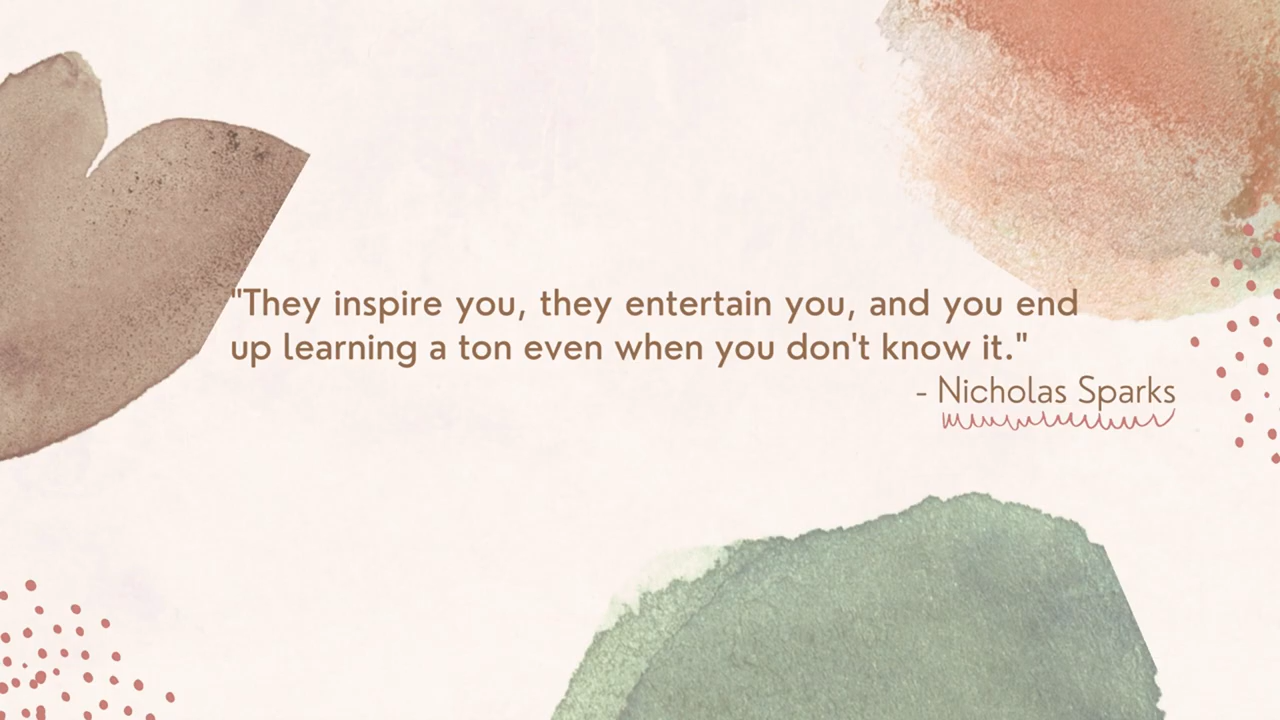 "They inspire you, they entertain you, and you end
up learning a ton even when you don't know it."
- Nicholas Sparks